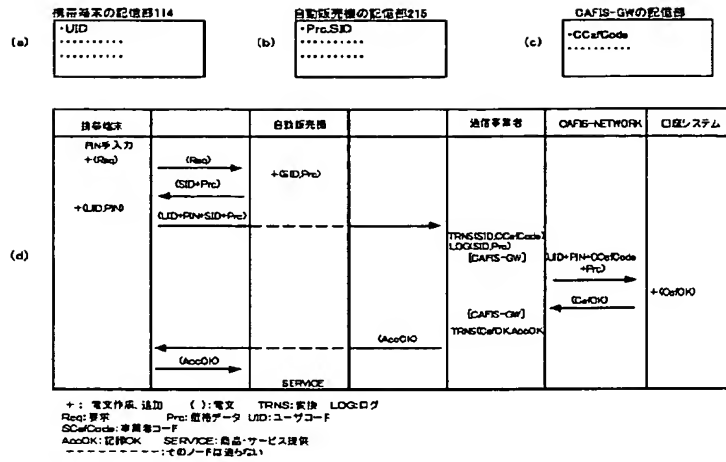 携帯端末の記憶部114
自動販売機の記憶部215
CAFIS-GWの記憶部
(a)
・UID
(b)
・Prc,SID
(c)
・CCafCode
携帯端末
自動販売機
通信事業者
CAFIS-NETWORK
口座システム
PIN手入力
+(Req)
(Req)
+(SID,Prc)
(SID+Prc)
+(UID,PIN)
(UID+PIN+SID+Prc)
(d)
TRNS(SID,CCafCode)
LOG(SID,Prc)
[CAFIS-GW]
(UID+PIN+CCafCode
+Prc)
+(CafOK)
(CafOK)
[CAFIS-GW]
TRNS(CafOK,AccOK
(AccOK)
(AccOK)
SERVICE
+ : 電文作成、追加 ( ):電文 TRNS:変換 LOG:ログ
Req:要求 Prc:価格データ UID:ユーザコード
SCafCode:事業者コード
AccOK:記帳OK SERVICE:商品・サービス提供
----------:そのノードは通らない